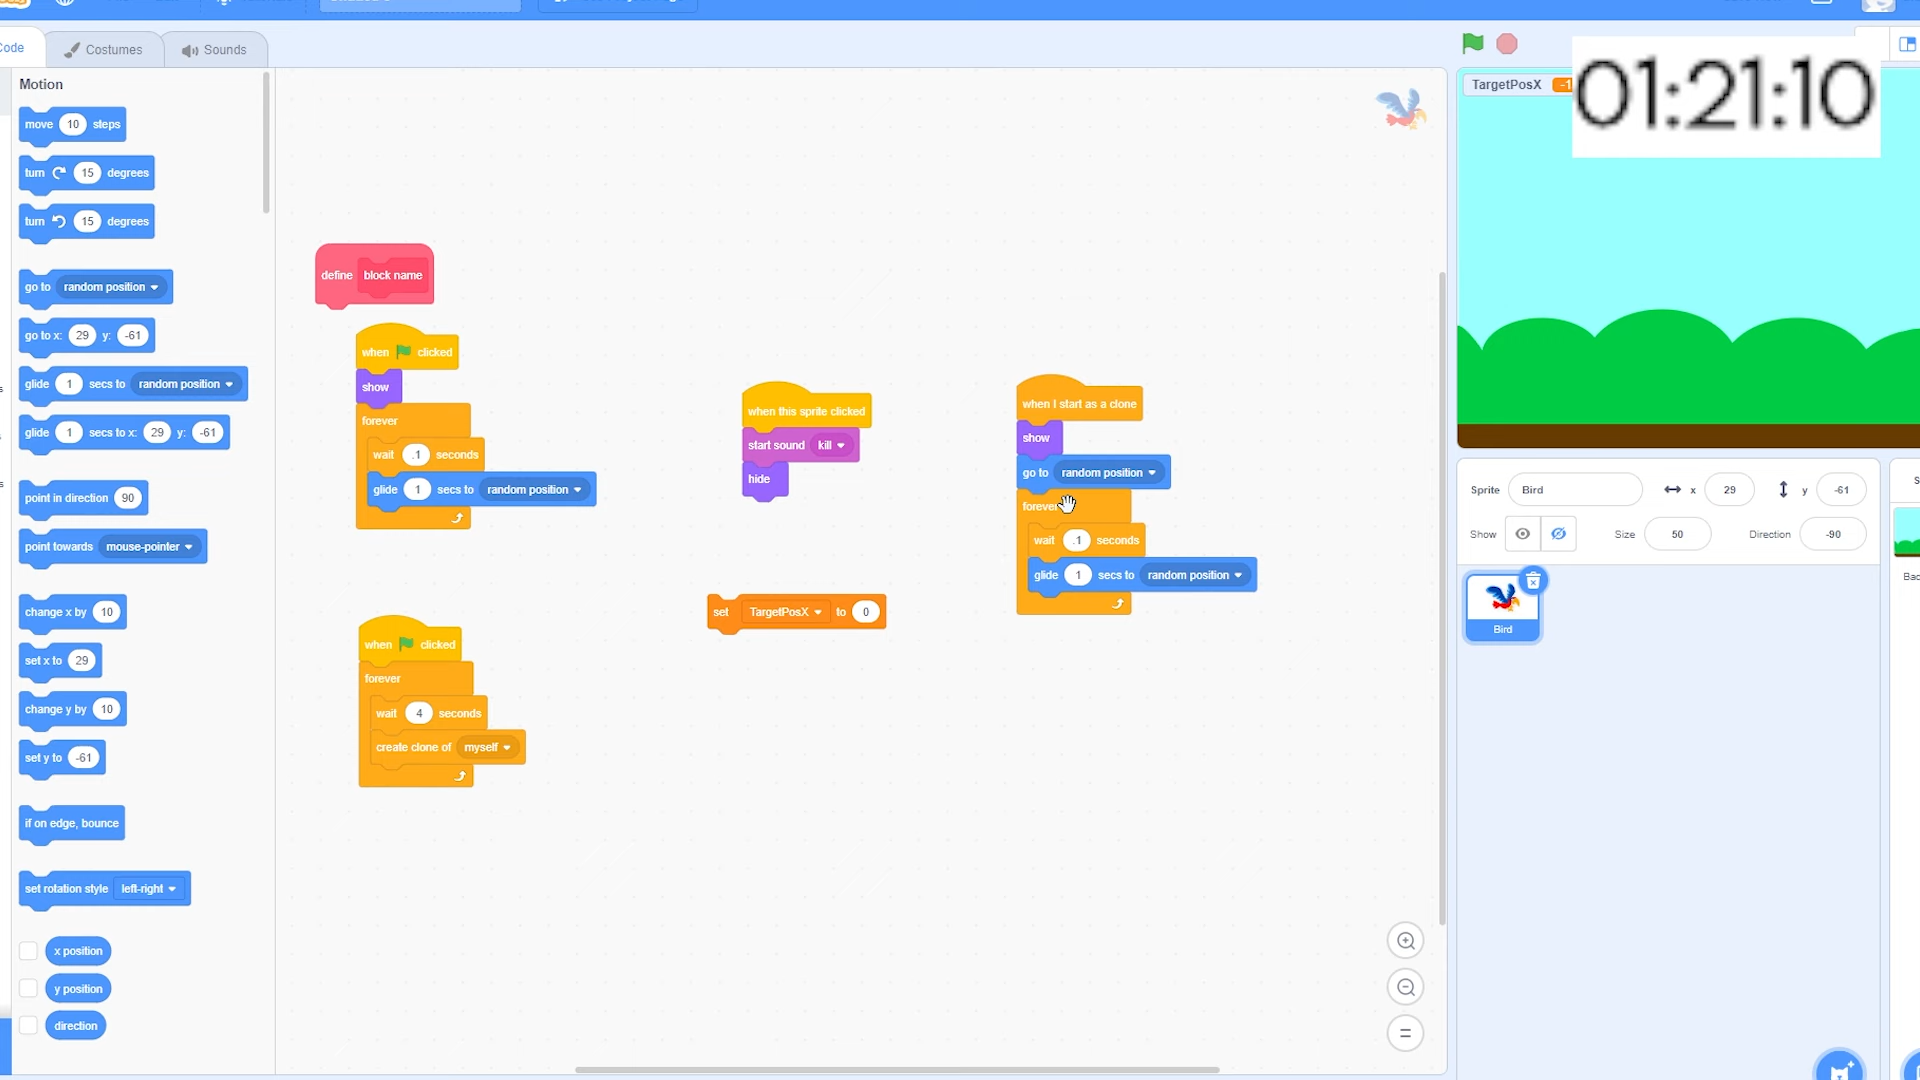 Code
Costumes
Sounds
Motion
move 10 steps
turn 15 degrees
turn 15 degrees
go to random position
go to x: 29 y: -61
glide 1 secs to random position
glide 1 secs to x: 29 y: -61
point in direction 90
point towards mouse-pointer
change x by 10
set x to 29
change y by 10
set y to -61
if on edge, bounce
set rotation style left-right
x position
y position
direction
define block name
when clicked
show
forever
wait .1 seconds
glide 1 secs to random position
when clicked
forever
wait 4 seconds
create clone of myself
when this sprite clicked
start sound kill
hide
set TargetPosX to 0
when I start as a clone
show
go to random position
forever
wait .1 seconds
glide 1 secs to random position
TargetPosX
01:21:10
Sprite Bird x 29 y -61
Show Size 50 Direction -90
Bird